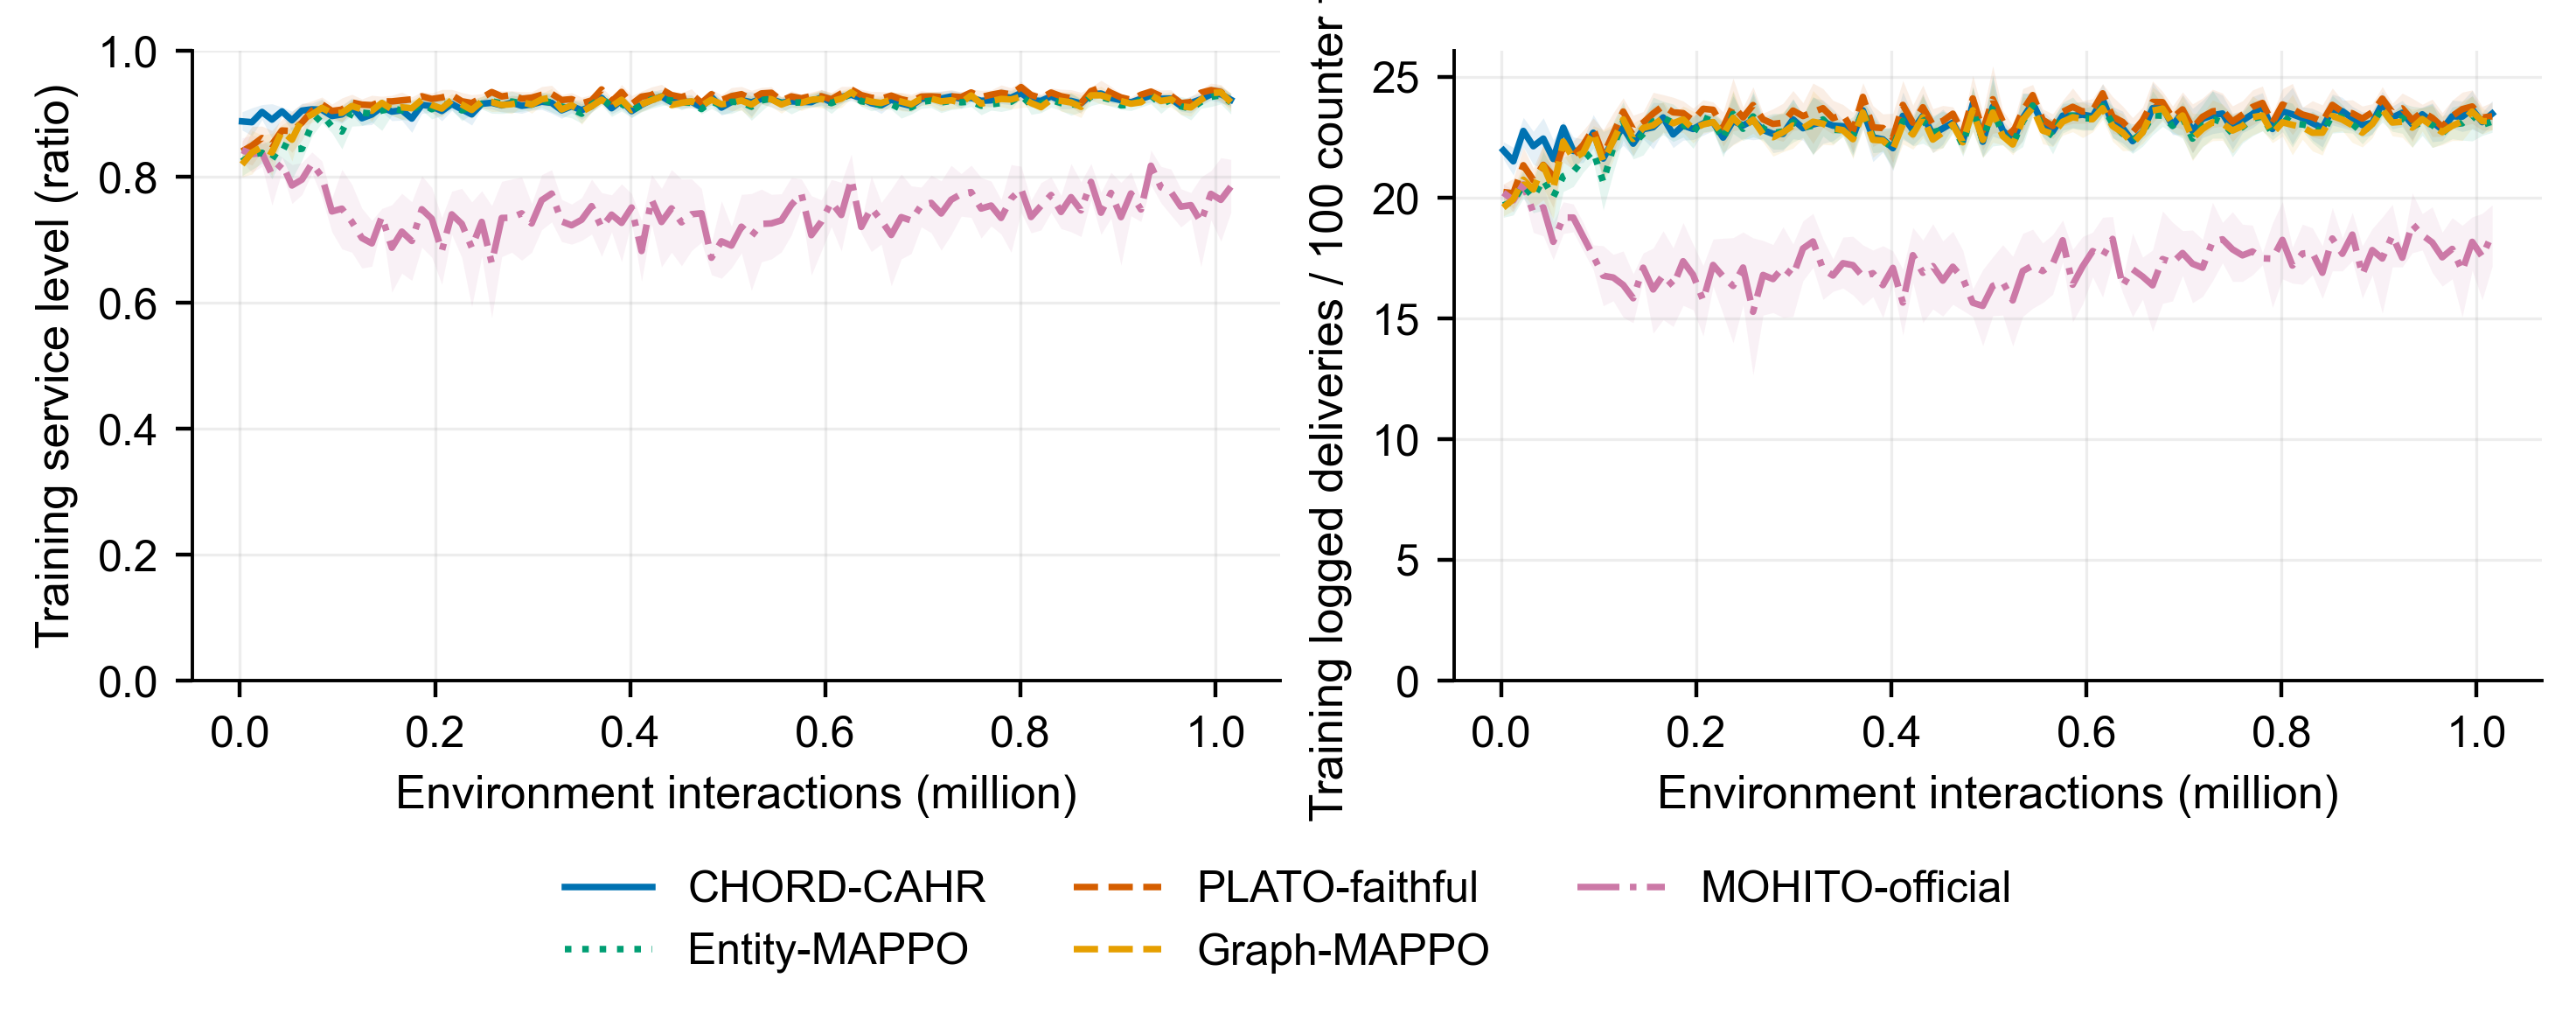 Training service level (ratio)
1.0
0.8
0.6
0.4
0.2
0.0
0.0 0.2 0.4 0.6 0.8 1.0
Environment interactions (million)
Training logged deliveries / 100 counter
25
20
15
10
5
0
0.0 0.2 0.4 0.6 0.8 1.0
Environment interactions (million)
CHORD-CAHR PLATO-faithful MOHITO-official
Entity-MAPPO Graph-MAPPO